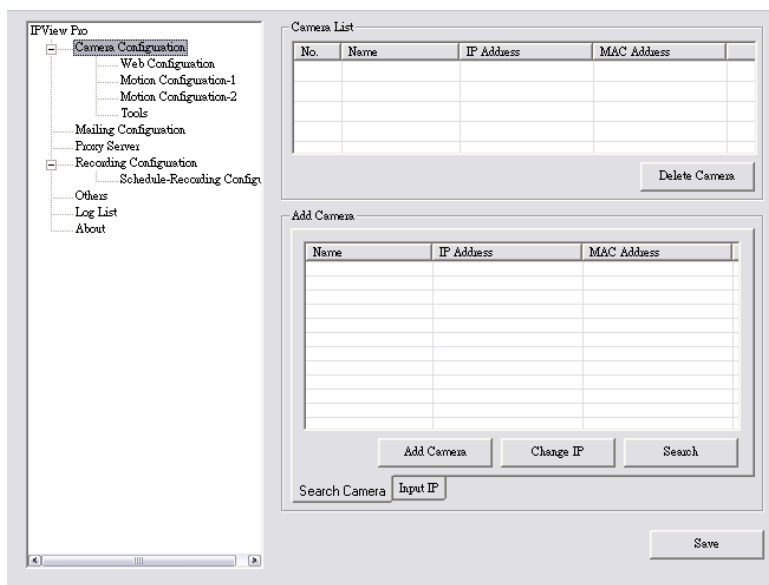 IPView Pro
Camera Configuration
Web Configuration
Motion Configuration-1
Motion Configuration-2
Tools
Mailing Configuration
Proxy Server
Recording Configuration
Schedule-Recording Configu
Others
Log List
About
Camera List
No. Name IP Address MAC Address
Delete Camera
Add Camera
Name IP Address MAC Address
Add Camera Change IP Search
Search Camera Input IP
Save